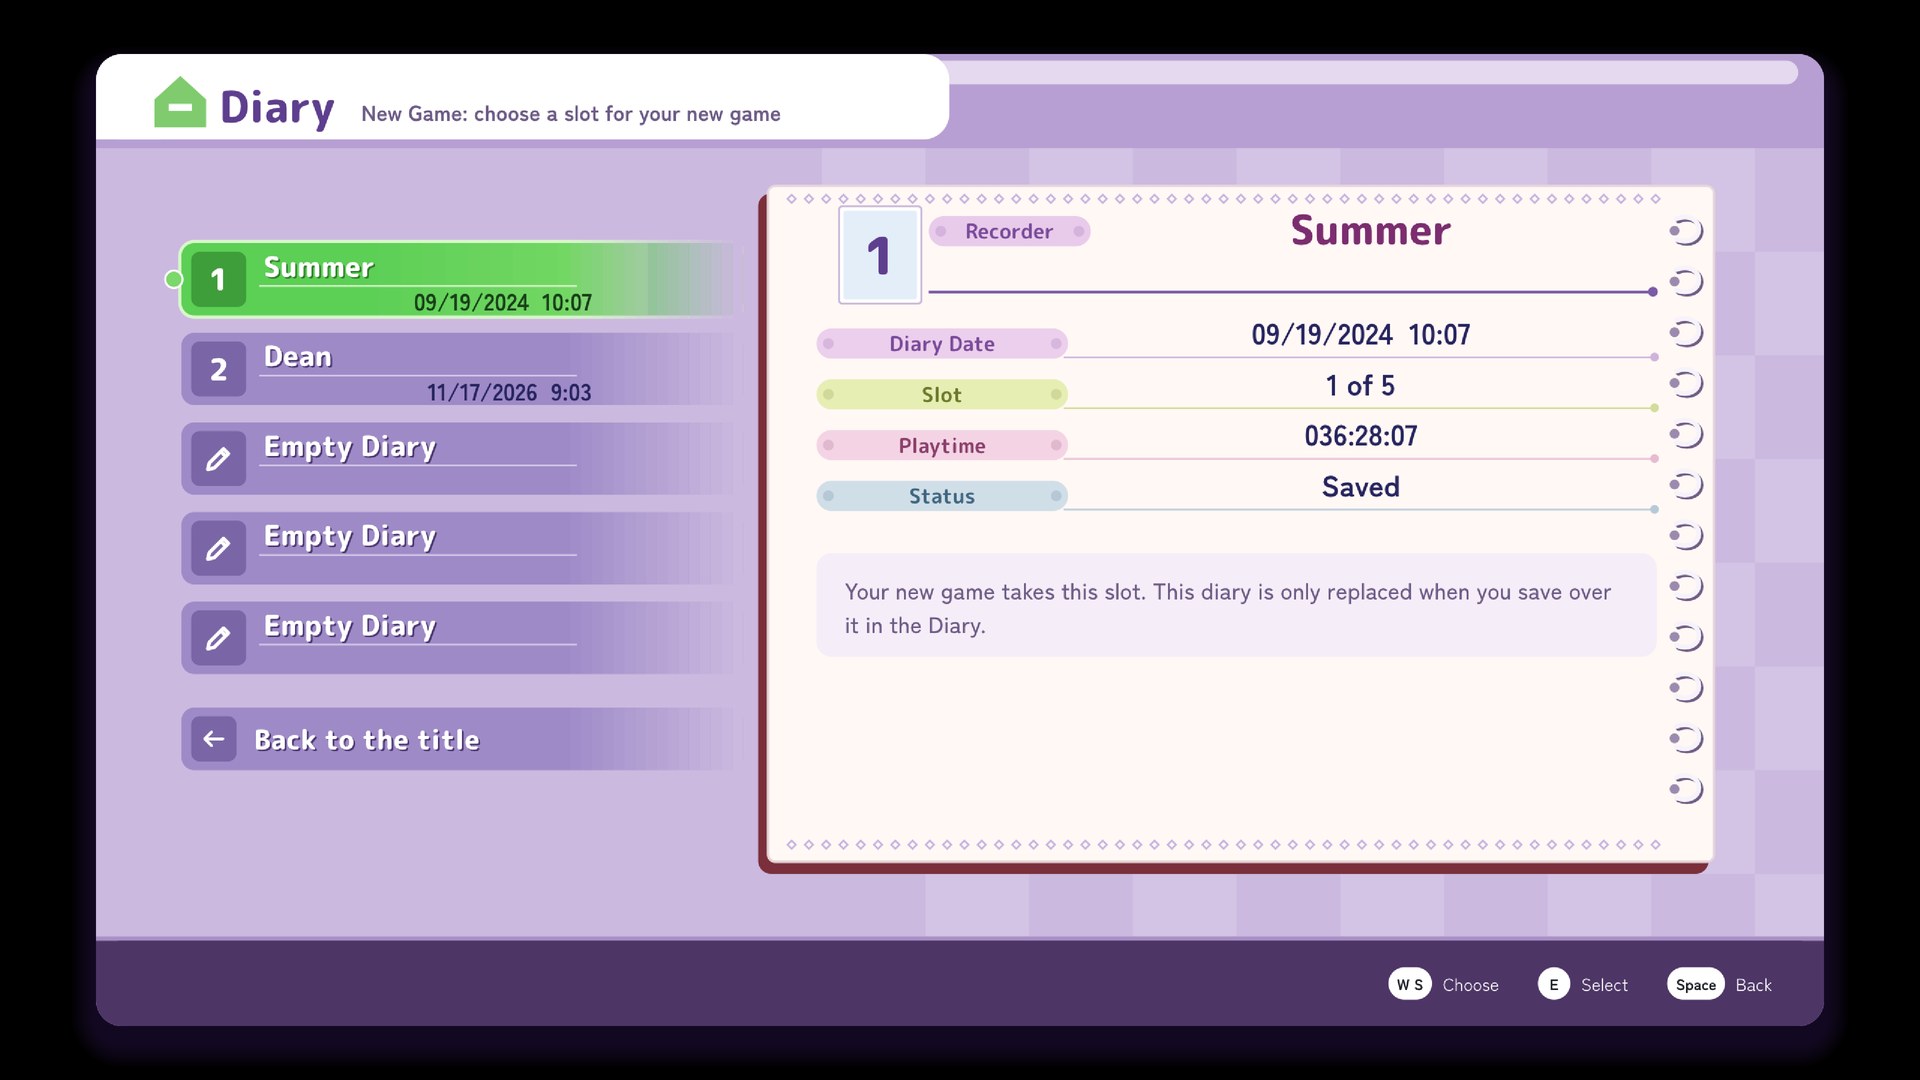 Diary
New Game: choose a slot for your new game
1
Summer
09/19/2024 10:07
2
Dean
11/17/2026 9:03
Empty Diary
Empty Diary
Empty Diary
Back to the title
1
Recorder
Summer
Diary Date
09/19/2024 10:07
Slot
1 of 5
Playtime
036:28:07
Status
Saved
Your new game takes this slot. This diary is only replaced when you save over
it in the Diary.
W S Choose
E Select
Space Back